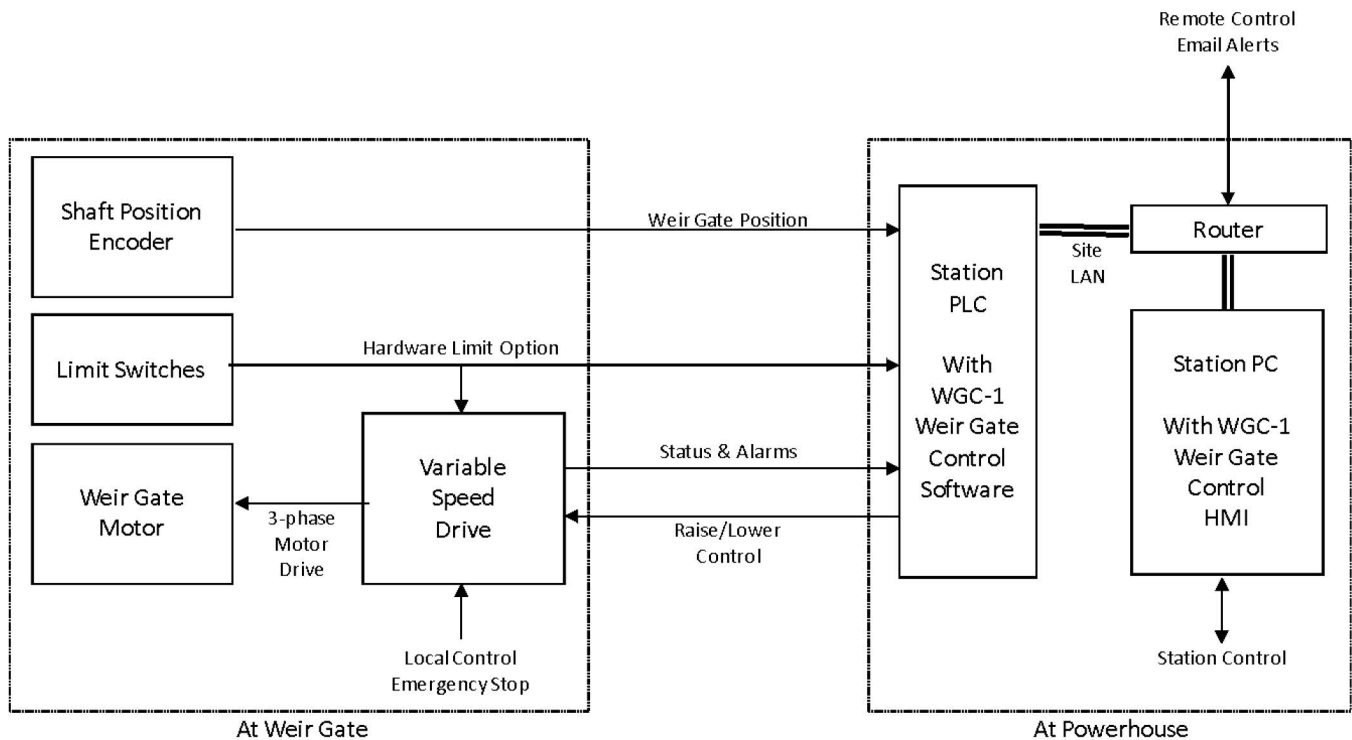 Remote Control
Email Alerts
Shaft Position
Encoder
Weir Gate Position
Router
Site
LAN
Station
PLC
With
WGC-1
Weir Gate
Control
Software
Limit Switches
Hardware Limit Option
Station PC
With WGC-1
Weir Gate
Control
HMI
Weir Gate
Motor
3-phase
Motor
Drive
Variable
Speed
Drive
Status & Alarms
Raise/Lower
Control
Local Control
Emergency Stop
Station Control
At Weir Gate
At Powerhouse